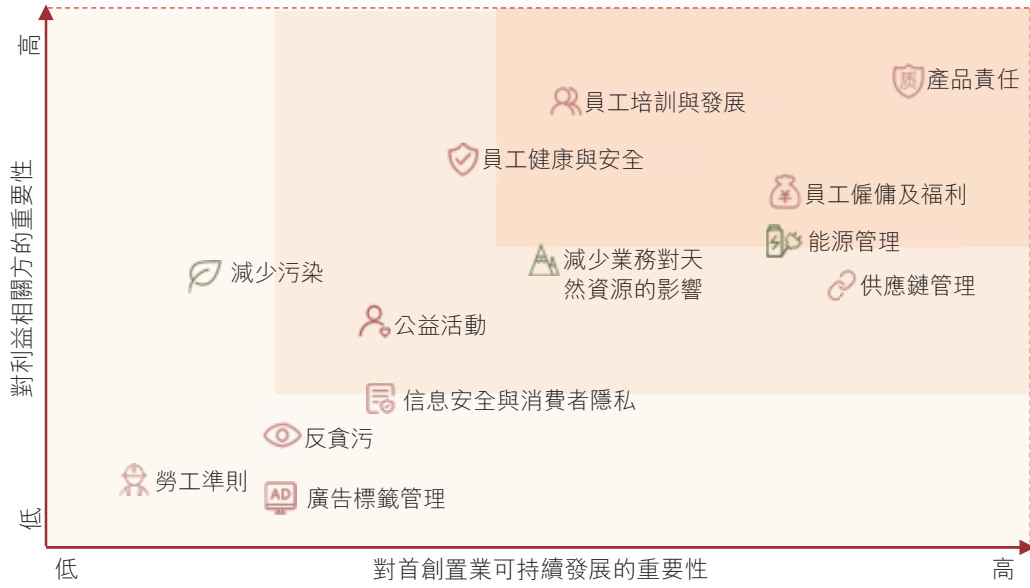 高
對利益相關方的重要性
低
质
產品責任
員工培訓與發展
員工健康與安全
¥
員工僱傭及福利
能源管理
減少業務對天
然資源的影響
供應鏈管理
減少污染
公益活動
信息安全與消費者隱私
反貪污
勞工準則
AD
廣告標籤管理
低
對首創置業可持續發展的重要性
高